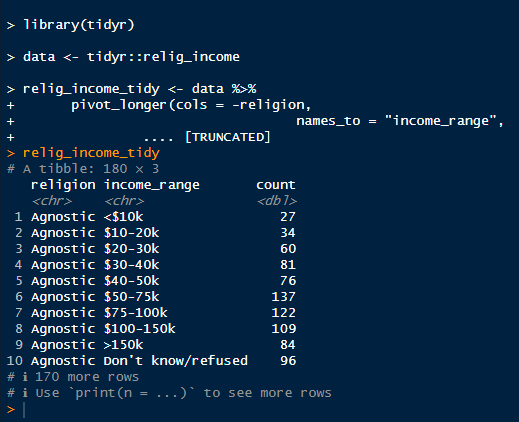 > library(tidyr)
> data <- tidyr::relig_income
> relig_income_tidy <- data %>%
+ pivot_longer(cols = -religion,
+ names_to = "income_range",
+ .... [TRUNCATED]
> relig_income_tidy
# A tibble: 180 × 3
religion income_range count
<chr> <chr> <dbl>
1 Agnostic <$10k 27
2 Agnostic $10-20k 34
3 Agnostic $20-30k 60
4 Agnostic $30-40k 81
5 Agnostic $40-50k 76
6 Agnostic $50-75k 137
7 Agnostic $75-100k 122
8 Agnostic $100-150k 109
9 Agnostic >150k 84
10 Agnostic Don't know/refused 96
# ℹ 170 more rows
# ℹ Use `print(n = ...)` to see more rows
>